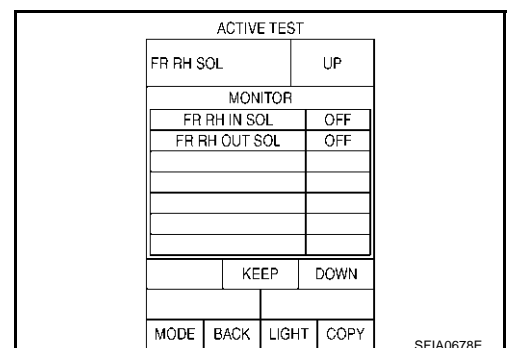 ACTIVE TEST
FR RH SOL UP
MONITOR
FR RH IN SOL OFF
FR RH OUT SOL OFF
KEEP DOWN
MODE BACK LIGHT COPY
SFIA0678E